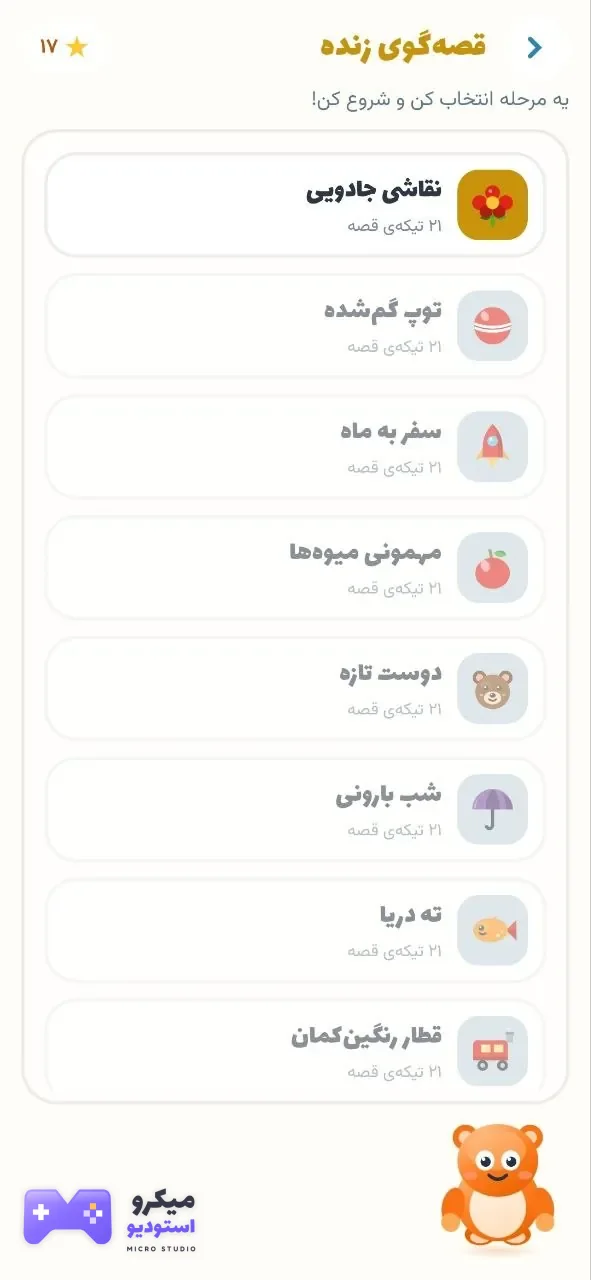 قصه‌گوی زنده
۱۷
یه مرحله انتخاب کن و شروع کن!
نقاشی جادویی
۲۱ تیکه‌ی قصه
توپ گم‌شده
۲۱ تیکه‌ی قصه
سفر به ماه
۲۱ تیکه‌ی قصه
مهمونی میوه‌ها
۲۱ تیکه‌ی قصه
دوست تازه
۲۱ تیکه‌ی قصه
شب بارونی
۲۱ تیکه‌ی قصه
ته دریا
۲۱ تیکه‌ی قصه
قطار رنگین‌کمان
۲۱ تیکه‌ی قصه
میکرو
استودیو
MICRO STUDIO